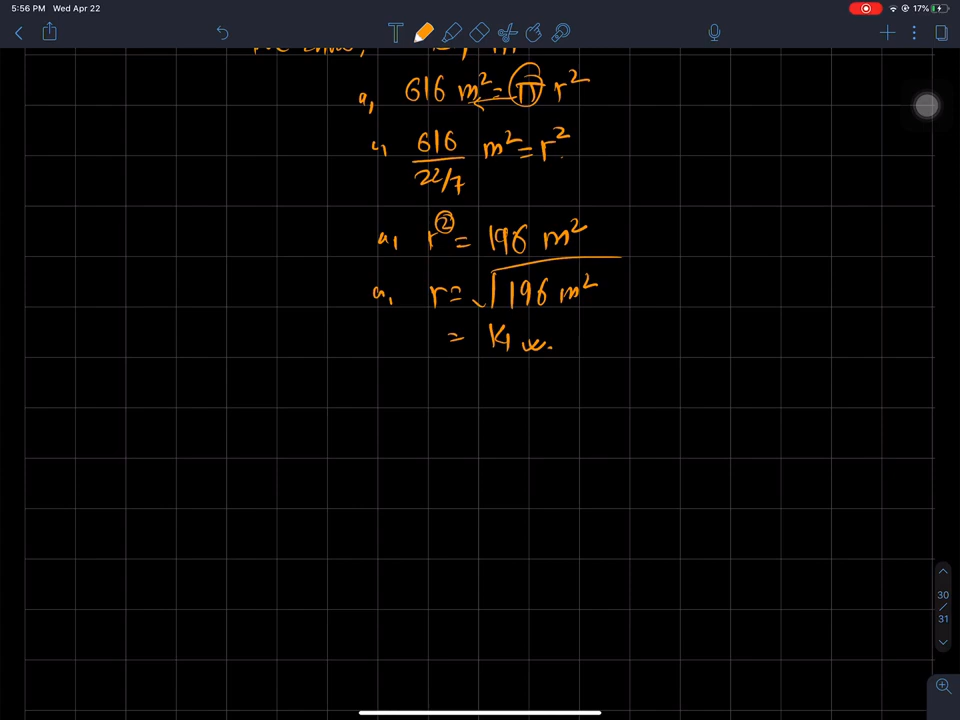 5:56 PM Wed Apr 22
17%
T
a, 616 m² = π r²
a, 616 / 22/7 m² = r²
a, r² = 196 m²
a, r = √196 m²
= 14 m.
30
/
31